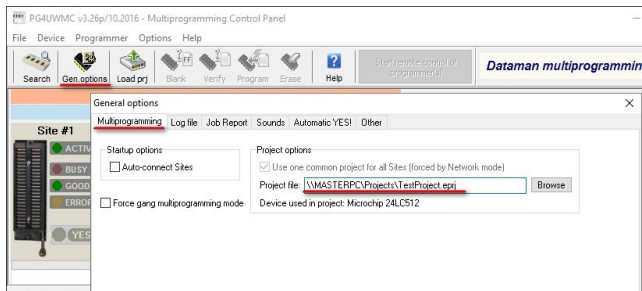 PG4UWMC v3.26p/10.2016 - Multiprogramming Control Panel
File Device Programmer Options Help
Search Gen.options Load prj Blank Verify Program Erase Help Start remote control of programmer(s)
Dataman multiprogrammin
General options
Multiprogramming Log file Job Report Sounds Automatic YES! Other
Site #1
Startup options
Project options
ACTIV
Auto-connect Sites
Use one common project for all Sites (forced by Network mode)
BUSY
Project file: \\MASTERPC\Projects\TestProject.eprj Browse
GOOD
ERROR
Force gang multiprogramming mode
Device used in project: Microchip 24LC512
YES